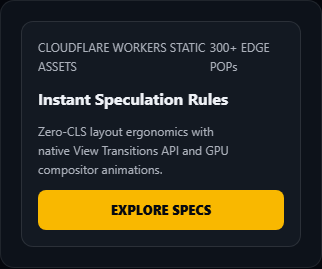 CLOUDFLARE WORKERS STATIC ASSETS
300+ EDGE POPs
Instant Speculation Rules
Zero-CLS layout ergonomics with
native View Transitions API and GPU
compositor animations.
EXPLORE SPECS